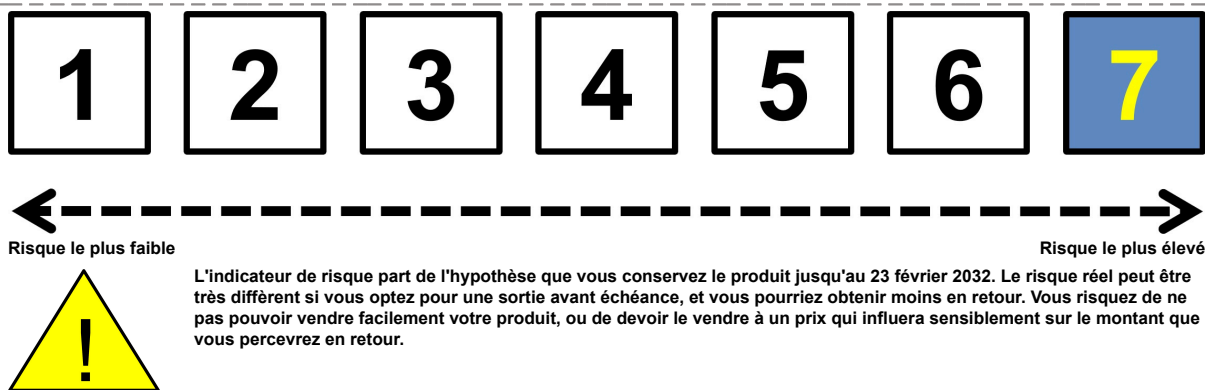 1 2 3 4 5 6 7
Risque le plus faible Risque le plus élevé
!
L'indicateur de risque part de l'hypothèse que vous conservez le produit jusqu'au 23 février 2032. Le risque réel peut être
très diffèrent si vous optez pour une sortie avant échéance, et vous pourriez obtenir moins en retour. Vous risquez de ne
pas pouvoir vendre facilement votre produit, ou de devoir le vendre à un prix qui influera sensiblement sur le montant que
vous percevrez en retour.